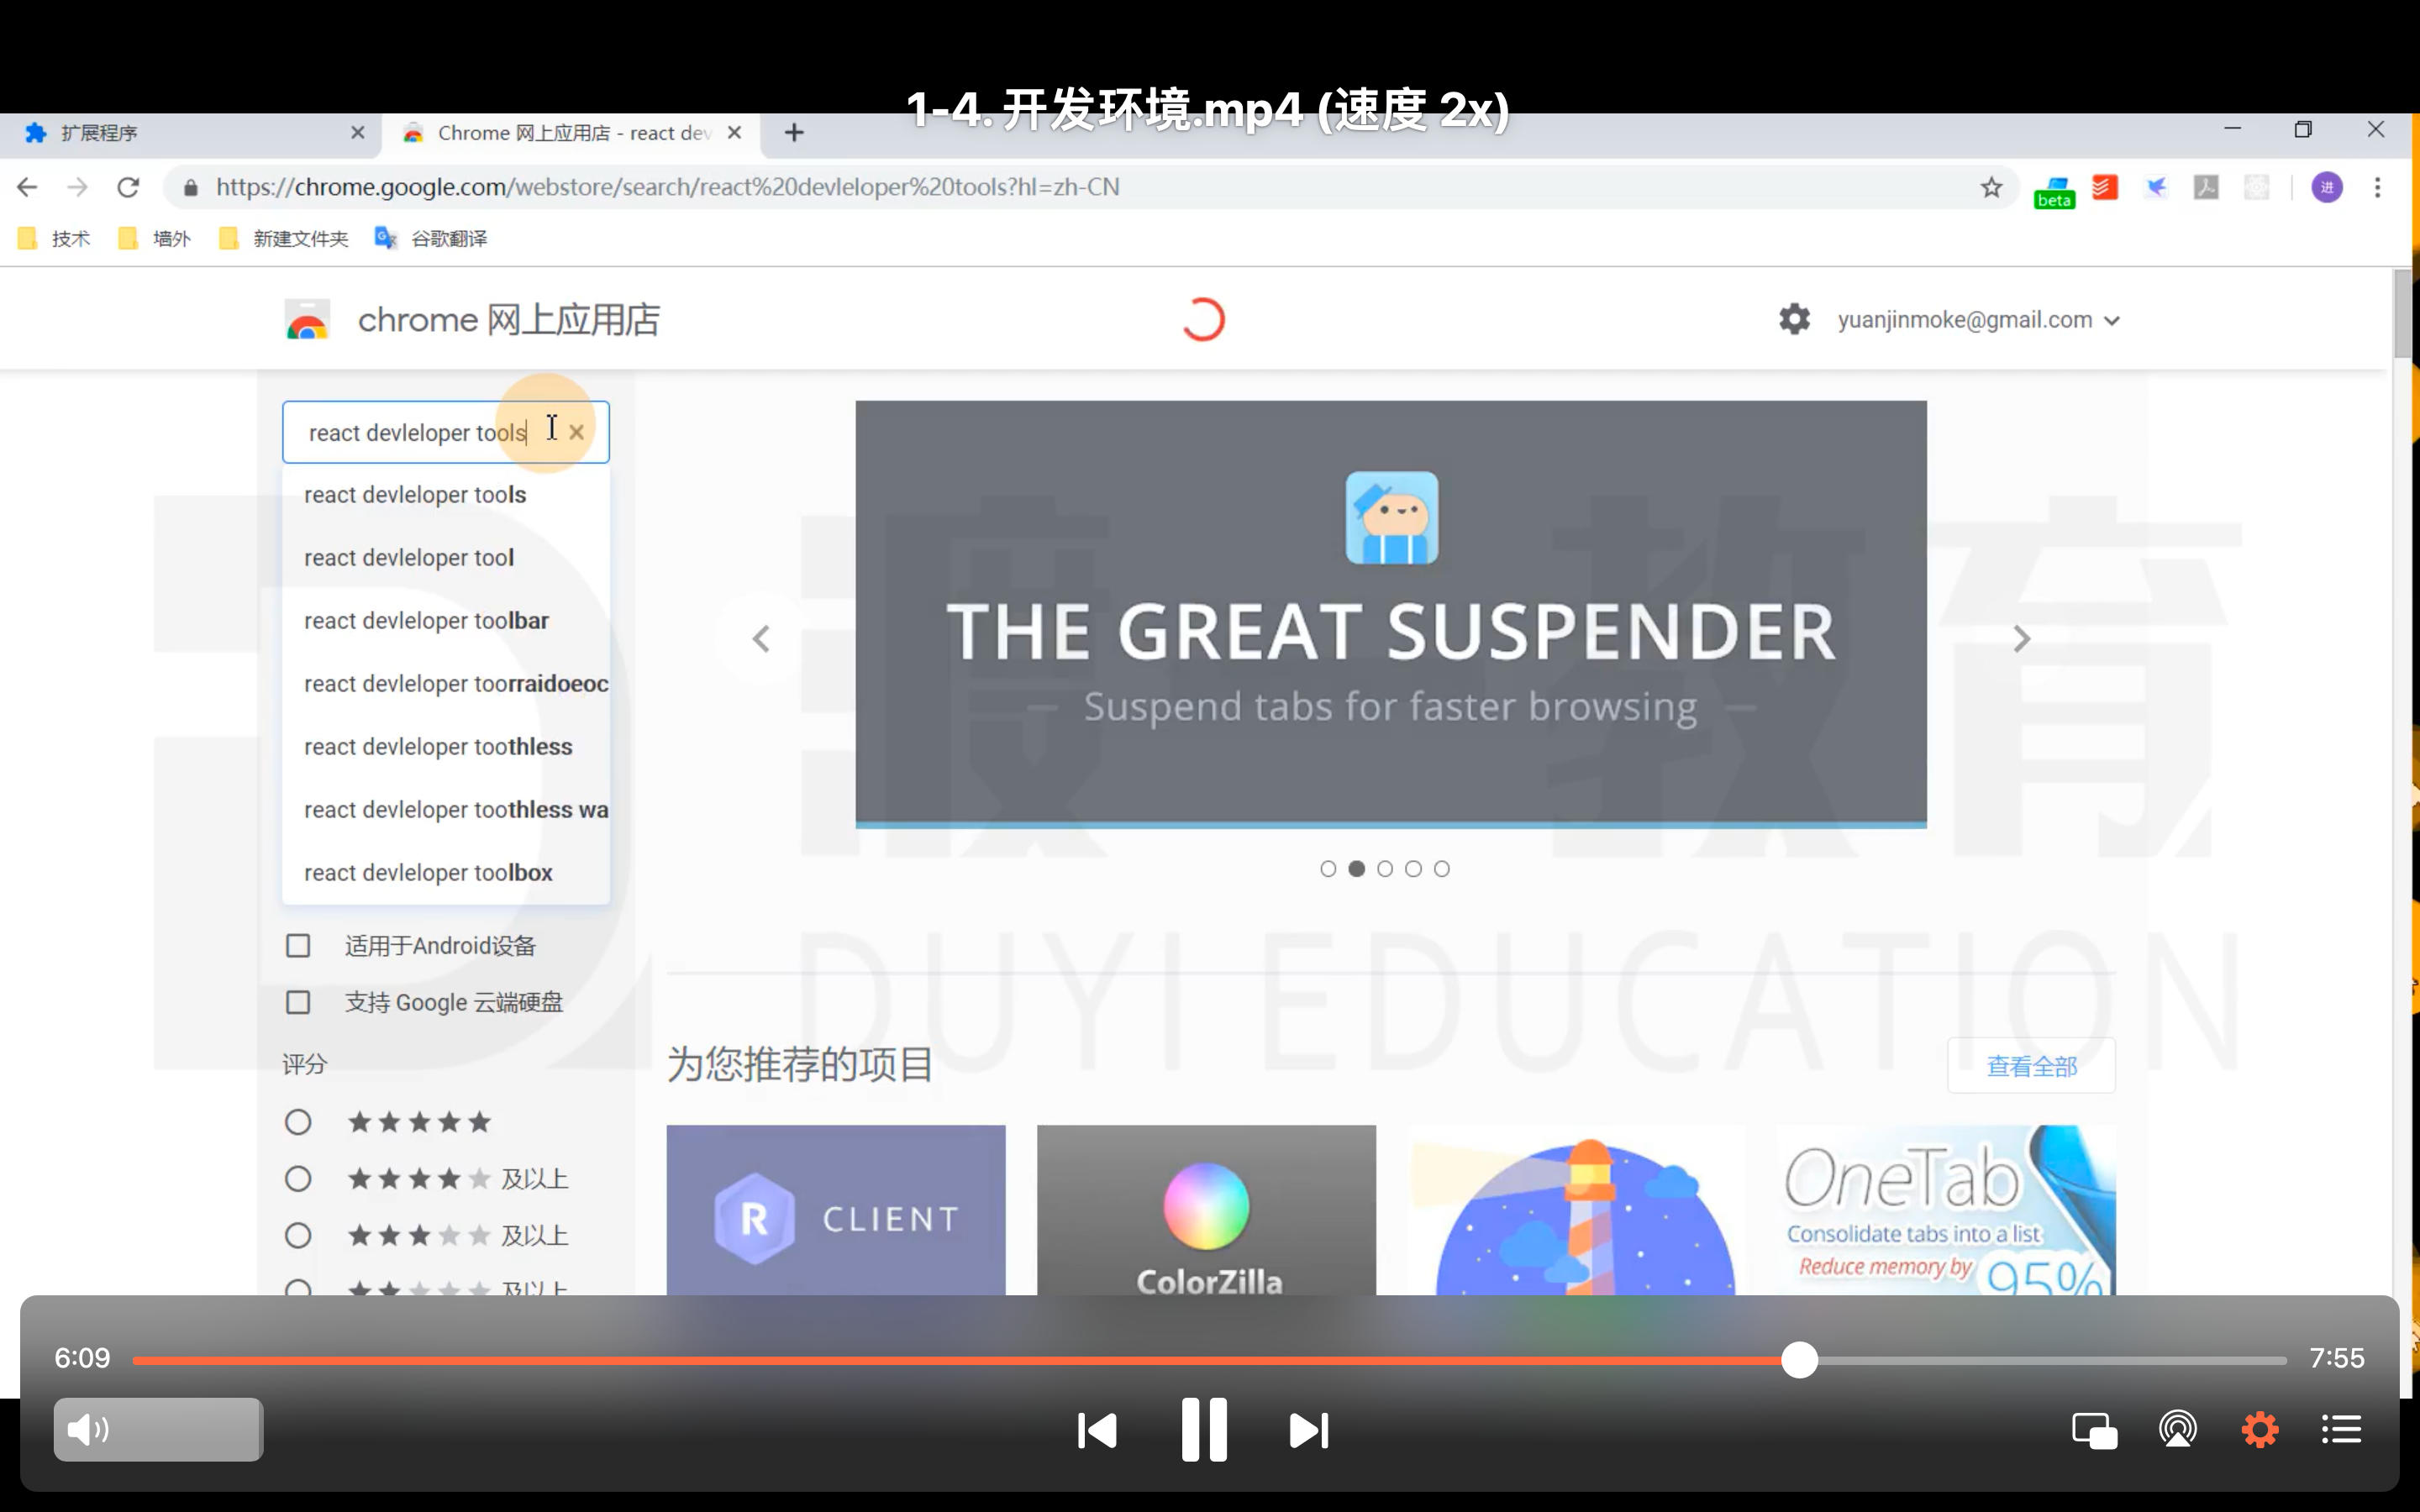 1-4. 开发环境.mp4 (速度 2x)
扩展程序
Chrome 网上应用店 - react dev
https://chrome.google.com/webstore/search/react%20devleloper%20tools?hl=zh-CN
beta
进
技术
墙外
新建文件夹
谷歌翻译
chrome 网上应用店
yuanjinmoke@gmail.com
react devleloper tools
react devleloper tools
react devleloper tool
react devleloper toolbar
react devleloper toorraidoeoc
react devleloper toothless
react devleloper toothless wa
react devleloper toolbox
THE GREAT SUSPENDER
Suspend tabs for faster browsing
渡一教育
DUYI EDUCATION
适用于Android设备
支持 Google 云端硬盘
评分
及以上
及以上
及以上
为您推荐的项目
查看全部
R CLIENT
ColorZilla
OneTab
Consolidate tabs into a list
Reduce memory by 95%
6:09
7:55